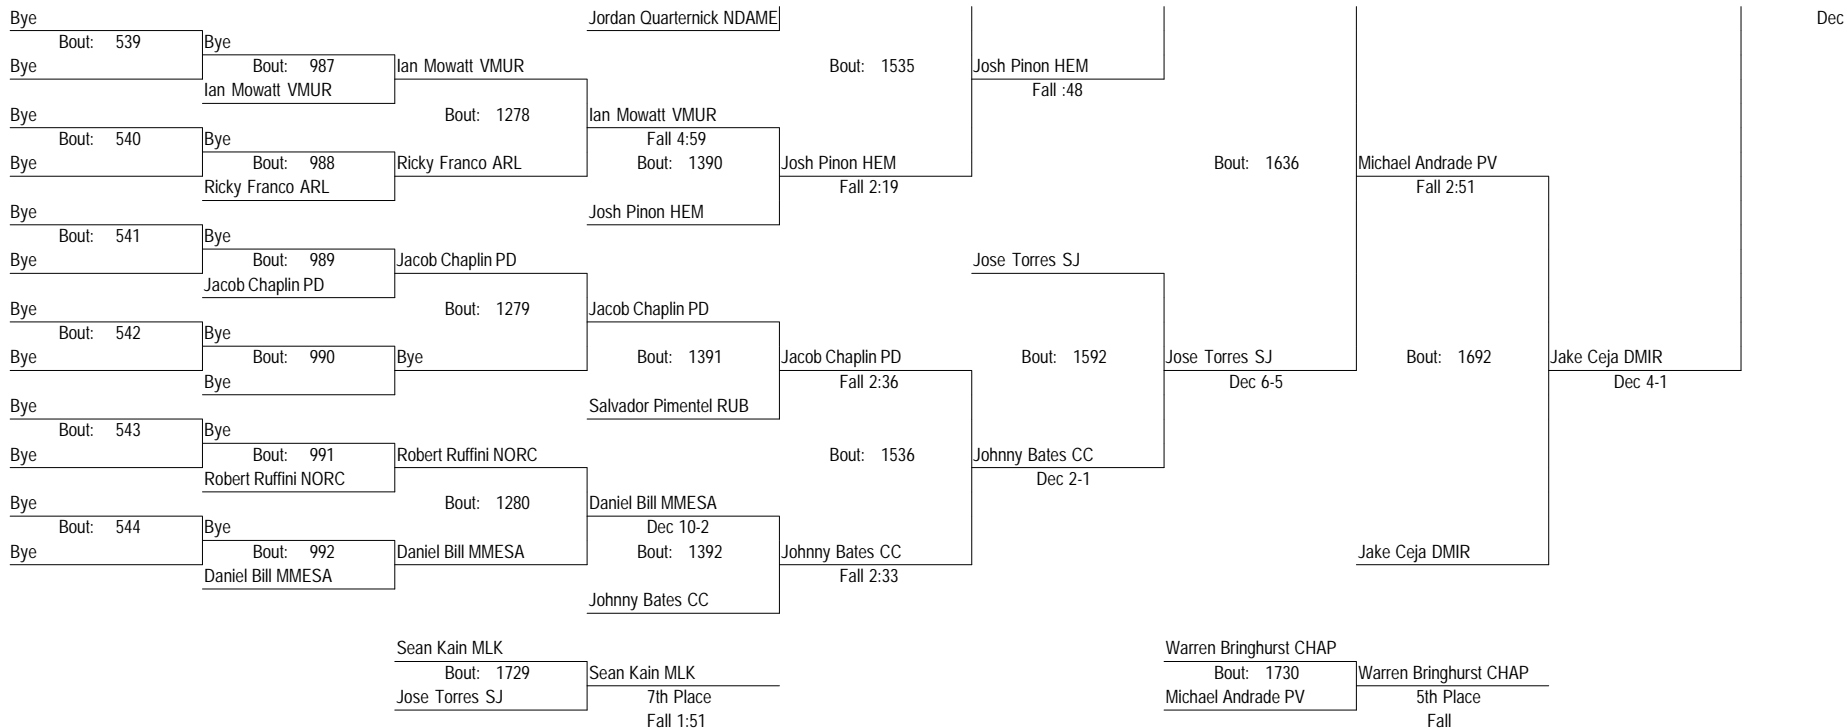 Bye Jordan Quarternick NDAME Dec
Bout: 539 Bye
Bye Bout: 987 Ian Mowatt VMUR Bout: 1535 Josh Pinon HEM
Ian Mowatt VMUR Fall :48
Bye Bout: 1278 Ian Mowatt VMUR
Bout: 540 Bye Fall 4:59
Bye Bout: 988 Ricky Franco ARL Bout: 1390 Josh Pinon HEM Bout: 1636 Michael Andrade PV
Ricky Franco ARL Fall 2:19 Fall 2:51
Bye Josh Pinon HEM
Bout: 541 Bye
Bye Bout: 989 Jacob Chaplin PD Jose Torres SJ
Jacob Chaplin PD
Bye Bout: 1279 Jacob Chaplin PD
Bout: 542 Bye
Bye Bout: 990 Bye Bout: 1391 Jacob Chaplin PD Bout: 1592 Jose Torres SJ Bout: 1692 Jake Ceja DMIR
Bye Fall 2:36 Dec 6-5 Dec 4-1
Bye Salvador Pimentel RUB
Bout: 543 Bye
Bye Bout: 991 Robert Ruffini NORC Bout: 1536 Johnny Bates CC
Robert Ruffini NORC Dec 2-1
Bye Bout: 1280 Daniel Bill MMESA
Bout: 544 Bye Dec 10-2
Bye Bout: 992 Daniel Bill MMESA Bout: 1392 Johnny Bates CC Jake Ceja DMIR
Daniel Bill MMESA Fall 2:33
Johnny Bates CC
Sean Kain MLK Warren Bringhurst CHAP
Bout: 1729 Sean Kain MLK Bout: 1730 Warren Bringhurst CHAP
Jose Torres SJ 7th Place Michael Andrade PV 5th Place
Fall 1:51 Fall